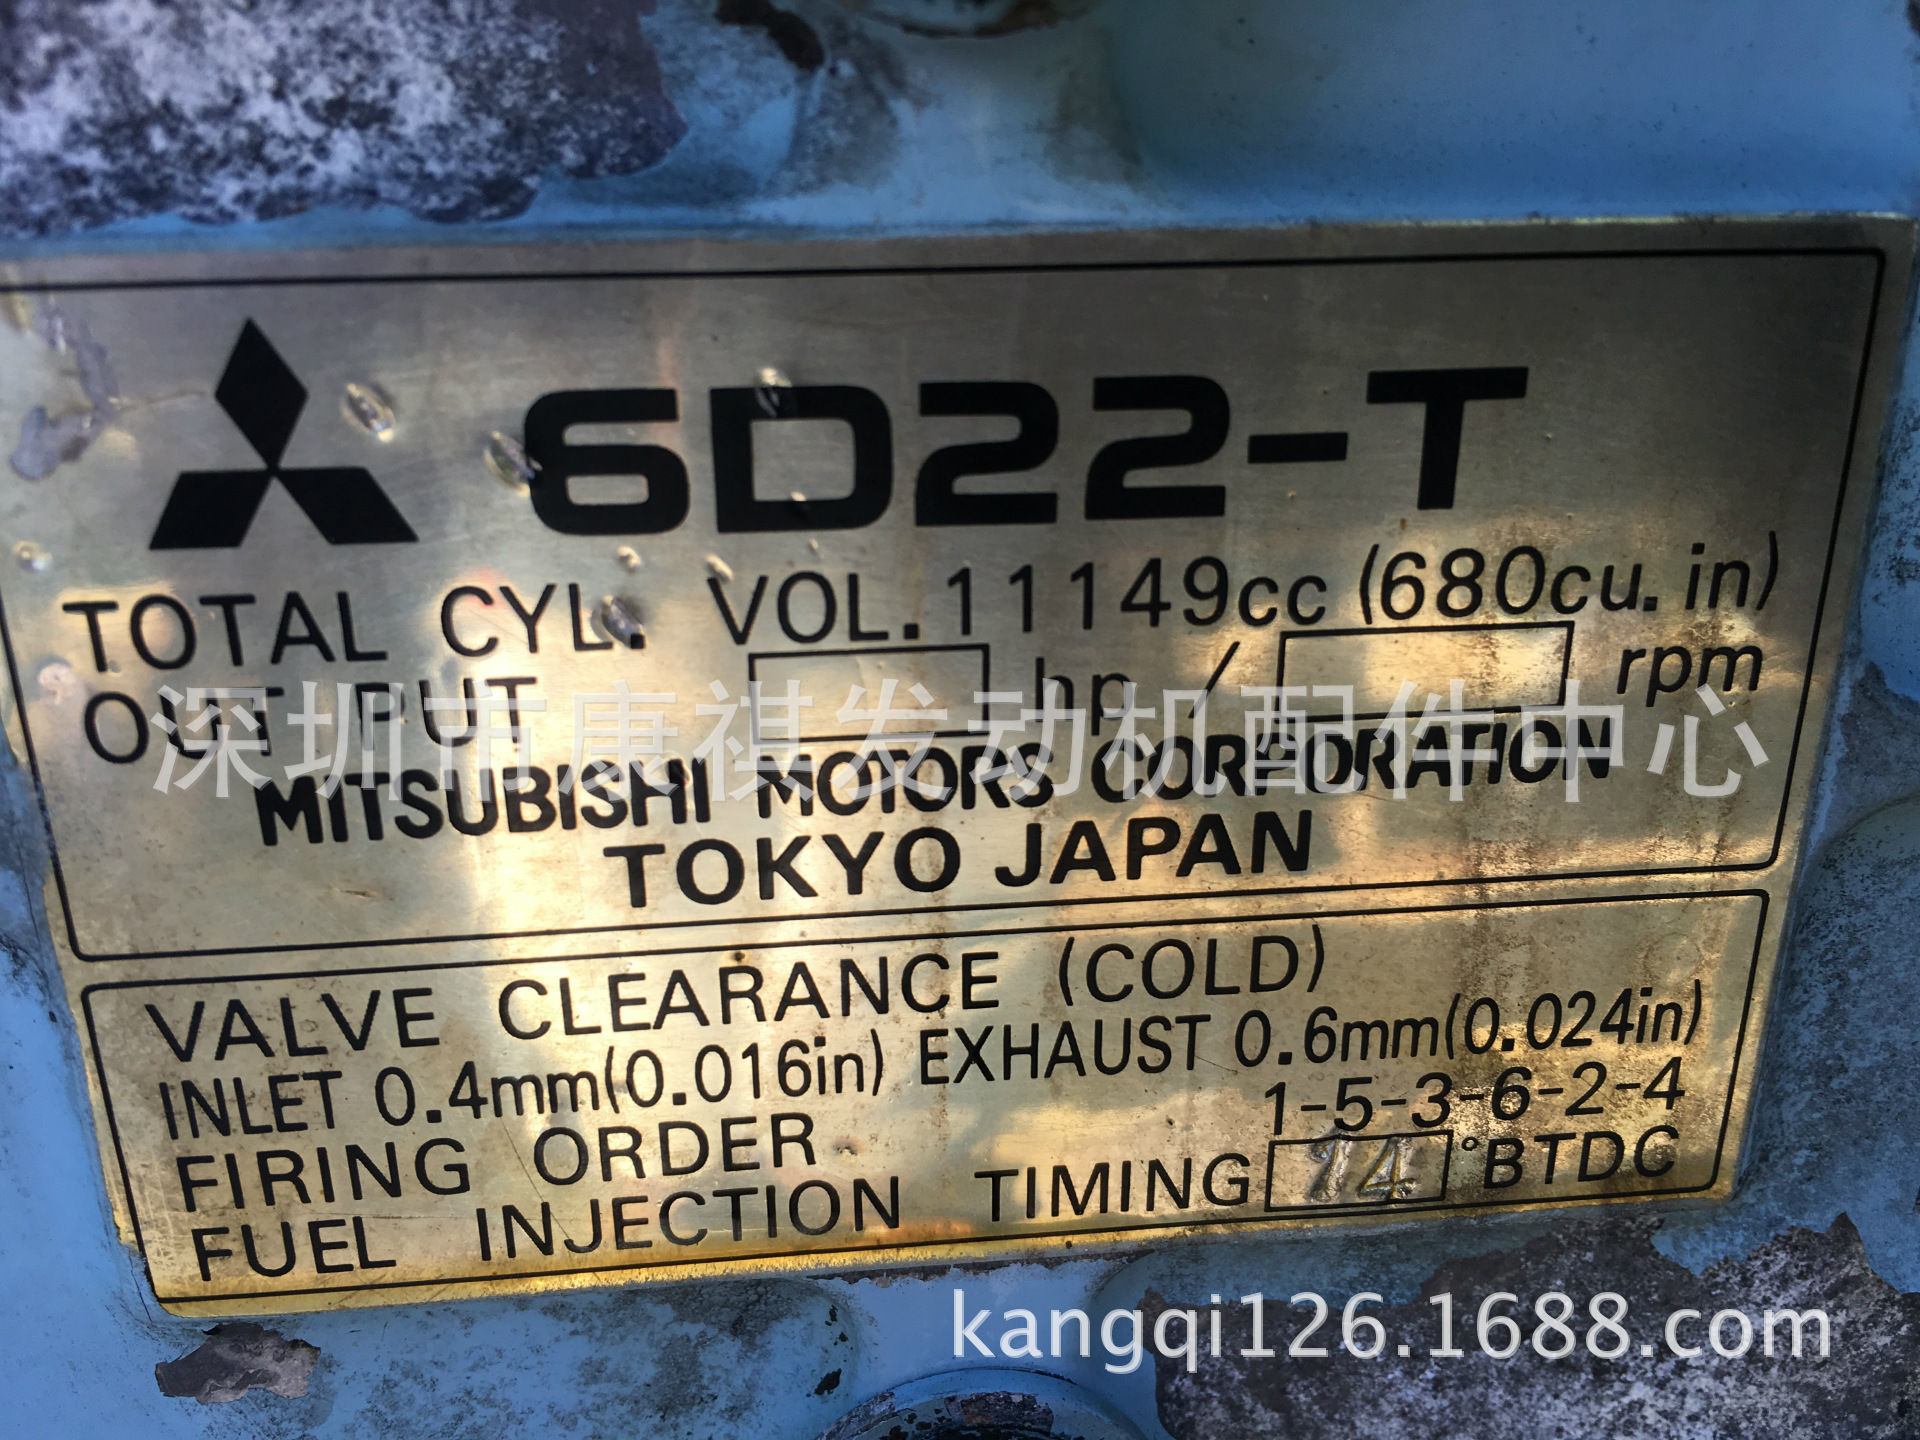 6D22-T
TOTAL CYL. VOL. 11149cc (680cu. in)
OUT PUT hp / rpm
深圳市康祺发动机配件中心
MITSUBISHI MOTORS CORPORATION
TOKYO JAPAN
VALVE CLEARANCE (COLD)
INLET 0.4mm(0.016in) EXHAUST 0.6mm(0.024in)
FIRING ORDER 1-5-3-6-2-4
FUEL INJECTION TIMING 14 °BTDC
kangqi126.1688.com